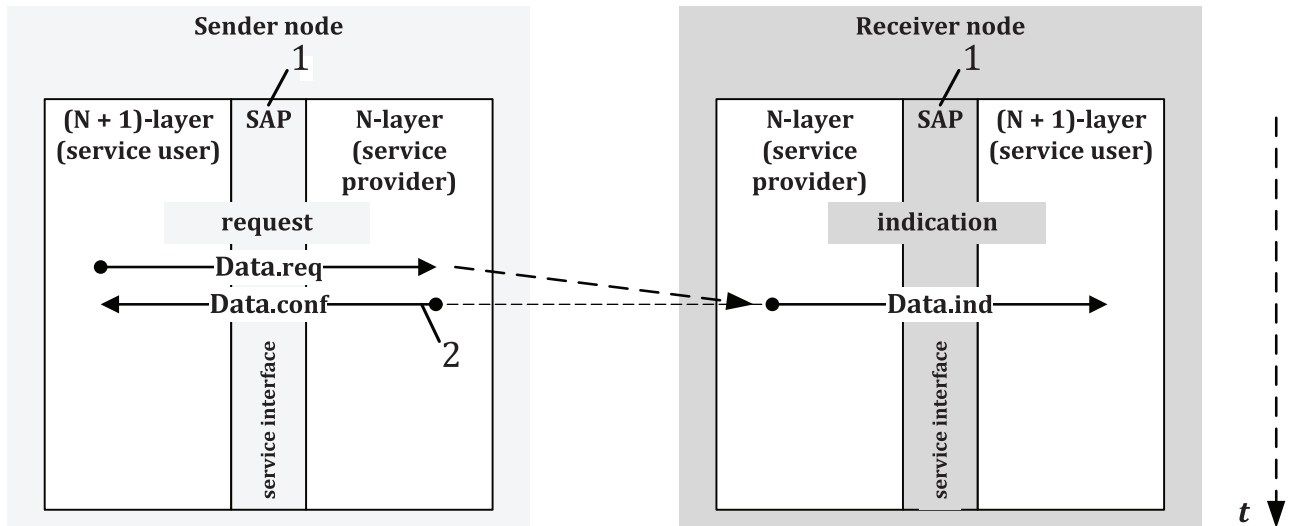 Sender node
1
(N + 1)-layer
(service user)
SAP
N-layer
(service
provider)
request
Data.req
Data.conf
2
service interface
Receiver node
1
N-layer
(service
provider)
SAP
(N + 1)-layer
(service user)
indication
Data.ind
service interface
t